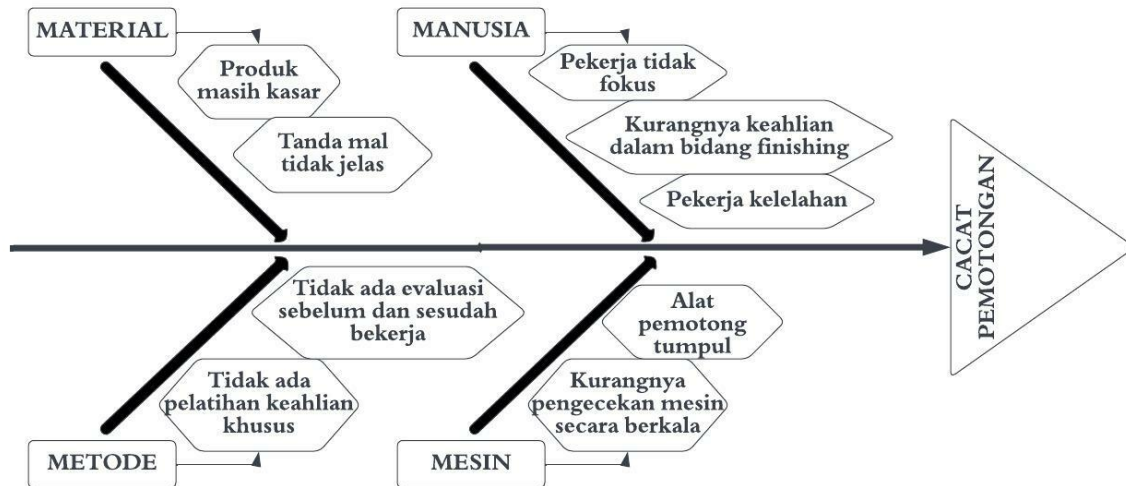 MATERIAL
Produk
masih kasar
Tanda mal
tidak jelas
MANUSIA
Pekerja tidak
fokus
Kurangnya keahlian
dalam bidang finishing
Pekerja kelelahan
CACAT
PEMOTONGAN
Tidak ada evaluasi
sebelum dan sesudah
bekerja
Tidak ada
pelatihan keahlian
khusus
METODE
Alat
pemotong
tumpul
Kurangnya
pengecekan mesin
secara berkala
MESIN